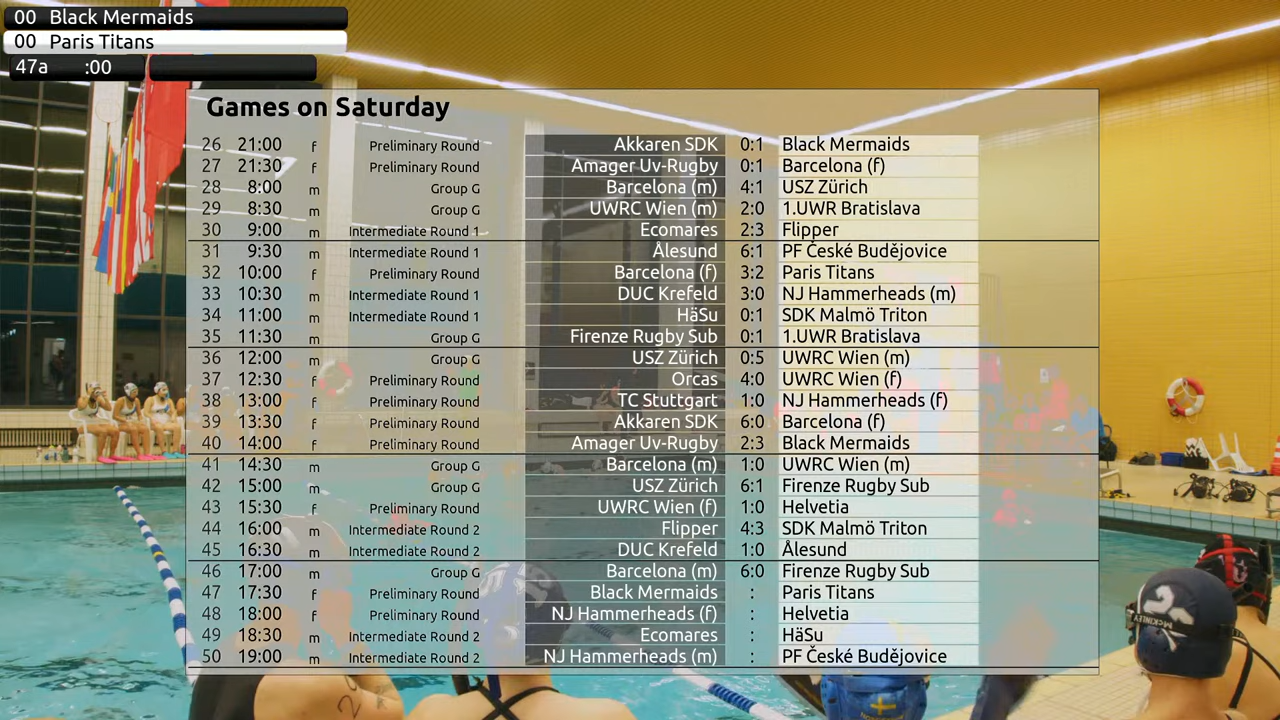 00 Black Mermaids
00 Paris Titans
47a :00
Games on Saturday
26 21:00 f Preliminary Round Akkaren SDK 0:1 Black Mermaids
27 21:30 f Preliminary Round Amager Uv-Rugby 0:1 Barcelona (f)
28 8:00 m Group G Barcelona (m) 4:1 USZ Zürich
29 8:30 m Group G UWRC Wien (m) 2:0 1.UWR Bratislava
30 9:00 m Intermediate Round 1 Ecomares 2:3 Flipper
31 9:30 m Intermediate Round 1 Ålesund 6:1 PF České Budějovice
32 10:00 f Preliminary Round Barcelona (f) 3:2 Paris Titans
33 10:30 m Intermediate Round 1 DUC Krefeld 3:0 NJ Hammerheads (m)
34 11:00 m Intermediate Round 1 HäSu 0:1 SDK Malmö Triton
35 11:30 m Group G Firenze Rugby Sub 0:1 1.UWR Bratislava
36 12:00 m Group G USZ Zürich 0:5 UWRC Wien (m)
37 12:30 f Preliminary Round Orcas 4:0 UWRC Wien (f)
38 13:00 f Preliminary Round TC Stuttgart 1:0 NJ Hammerheads (f)
39 13:30 f Preliminary Round Akkaren SDK 6:0 Barcelona (f)
40 14:00 f Preliminary Round Amager Uv-Rugby 2:3 Black Mermaids
41 14:30 m Group G Barcelona (m) 1:0 UWRC Wien (m)
42 15:00 m Group G USZ Zürich 6:1 Firenze Rugby Sub
43 15:30 f Preliminary Round UWRC Wien (f) 1:0 Helvetia
44 16:00 m Intermediate Round 2 Flipper 4:3 SDK Malmö Triton
45 16:30 m Intermediate Round 2 DUC Krefeld 1:0 Ålesund
46 17:00 m Group G Barcelona (m) 6:0 Firenze Rugby Sub
47 17:30 f Preliminary Round Black Mermaids : Paris Titans
48 18:00 f Preliminary Round NJ Hammerheads (f) : Helvetia
49 18:30 m Intermediate Round 2 Ecomares : HäSu
50 19:00 m Intermediate Round 2 NJ Hammerheads (m) : PF České Budějovice
2
McKINLEY